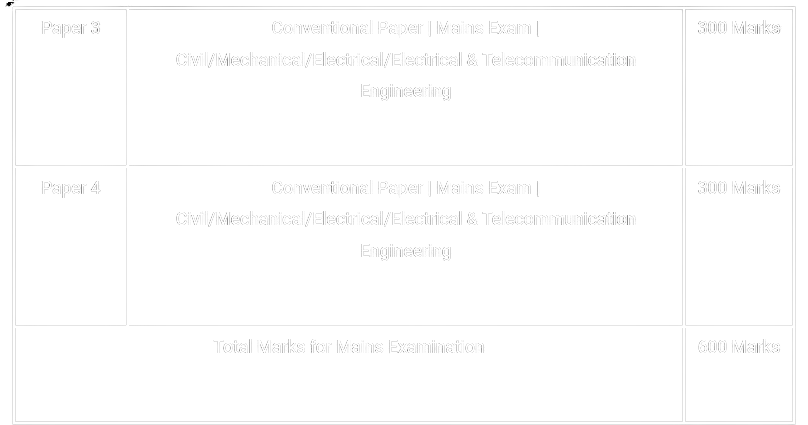 Paper 3
Conventional Paper | Mains Exam |
Civil/Mechanical/Electrical/Electrical & Telecommunication
Engineering
300 Marks
Paper 4
Conventional Paper | Mains Exam |
Civil/Mechanical/Electrical/Electrical & Telecommunication
Engineering
300 Marks
Total Marks for Mains Examination
600 Marks